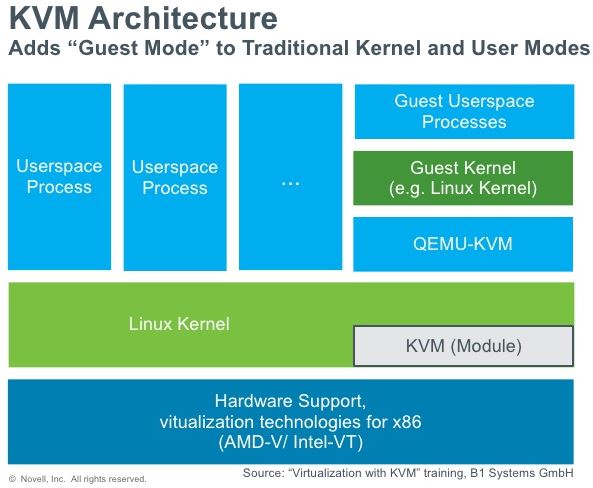 KVM Architecture
Adds “Guest Mode” to Traditional Kernel and User Modes
Userspace
Process
Userspace
Process
...
Guest Userspace
Processes
Guest Kernel
(e.g. Linux Kernel)
QEMU-KVM
Linux Kernel
KVM (Module)
Hardware Support,
vitualization technologies for x86
(AMD-V/ Intel-VT)
© Novell, Inc. All rights reserved.
Source: “Virtualization with KVM” training, B1 Systems GmbH